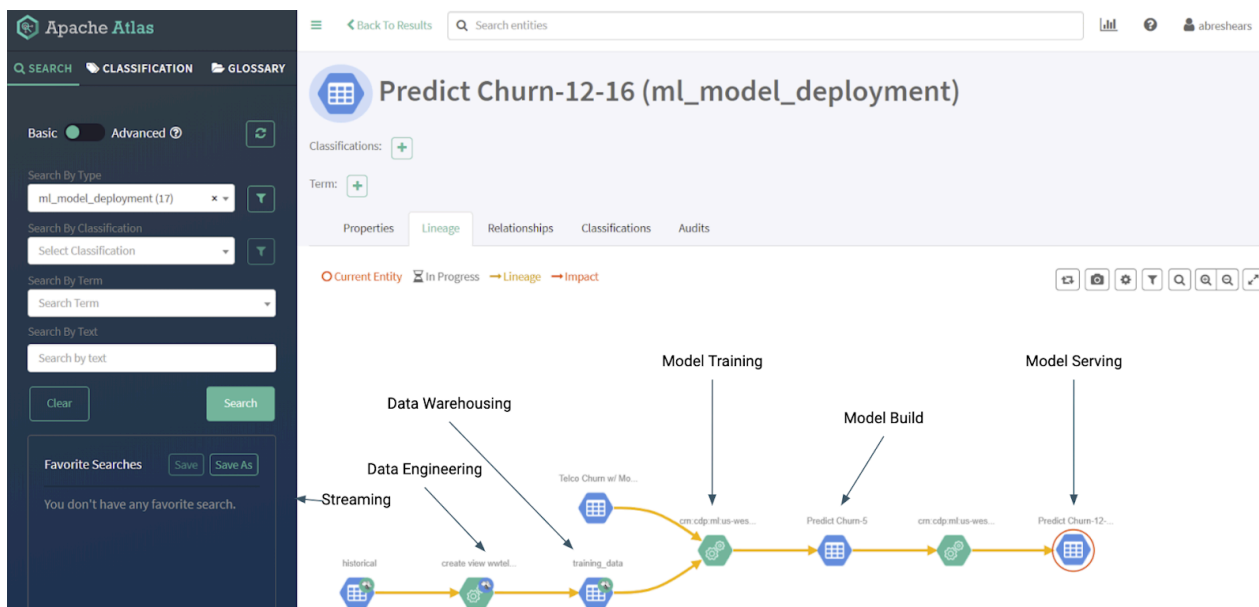 Apache Atlas
SEARCH CLASSIFICATION GLOSSARY
Basic Advanced
Search By Type
ml_model_deployment (17)
Search By Classification
Select Classification
Search By Term
Search Term
Search By Text
Search by text
Clear Search
Favorite Searches Save Save As
You don't have any favorite search.
Back To Results Search entities abreshears
Predict Churn-12-16 (ml_model_deployment)
Classifications:
Term:
Properties Lineage Relationships Classifications Audits
Current Entity In Progress Lineage Impact
Model Training Model Serving
Data Warehousing
Model Build
Data Engineering
Streaming
Telco Churn w/ Mo...
cm:cdp:ml:us-wes... Predict Churn-5 cm:cdp:ml:us-wes... Predict Churn-12-...
historical create view wwtel... training_data